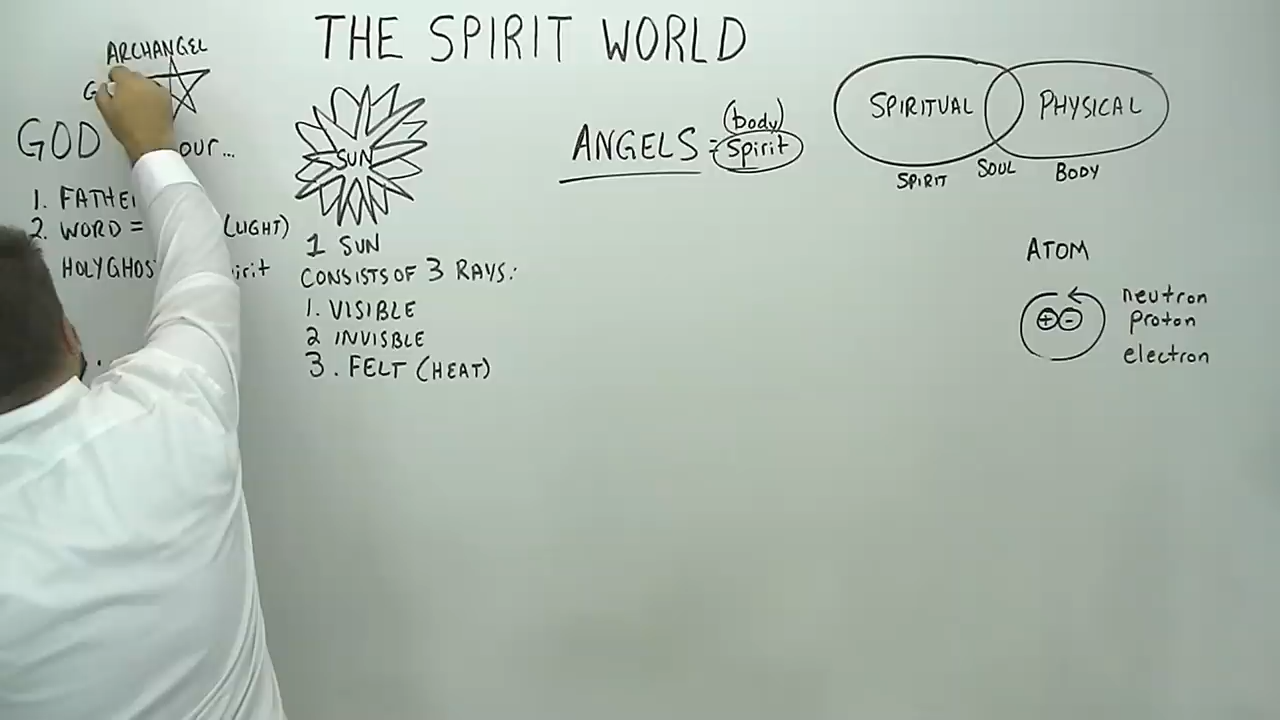 THE SPIRIT WORLD
ARCHANGEL
GOD our...
1. FATHE
2. WORD = (LIGHT)
HOLYGHOS irit
SUN
1 SUN
CONSISTS OF 3 RAYS:
1. VISIBLE
2 INVISBLE
3. FELT (HEAT)
(body)
ANGELS = Spirit
SPIRITUAL PHYSICAL
SPIRIT SOUL BODY
ATOM
+ -
neutron
proton
electron